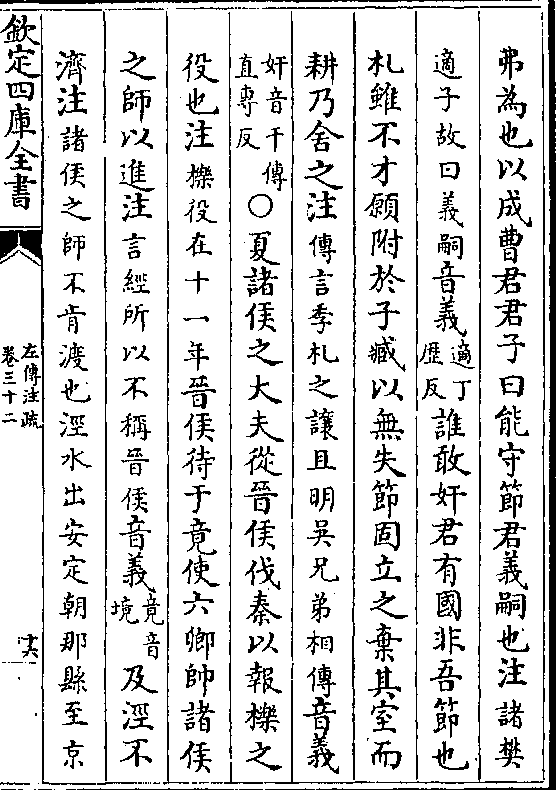 弗為也以成曹君君子曰能守節君義嗣也注諸樊
適子故曰義嗣音義適丁歴反誰敢奸君有國非吾節也
札雖不才願附於子臧以無失節固立之棄其室而
耕乃舍之注傳言季札之讓且明吳兄弟相傳音義
奸音干傳直專反○夏諸侯之大夫從晉侯伐秦以報櫟之
役也注櫟役在十一年晉侯待于竟使六卿帥諸侯
之師以進注言經所以不稱晉侯音義竟音境及涇不
濟注諸侯之師不肯渡也涇水出安定朝那縣至京
欽定四庫全書
左傳注疏
卷三十二
十六